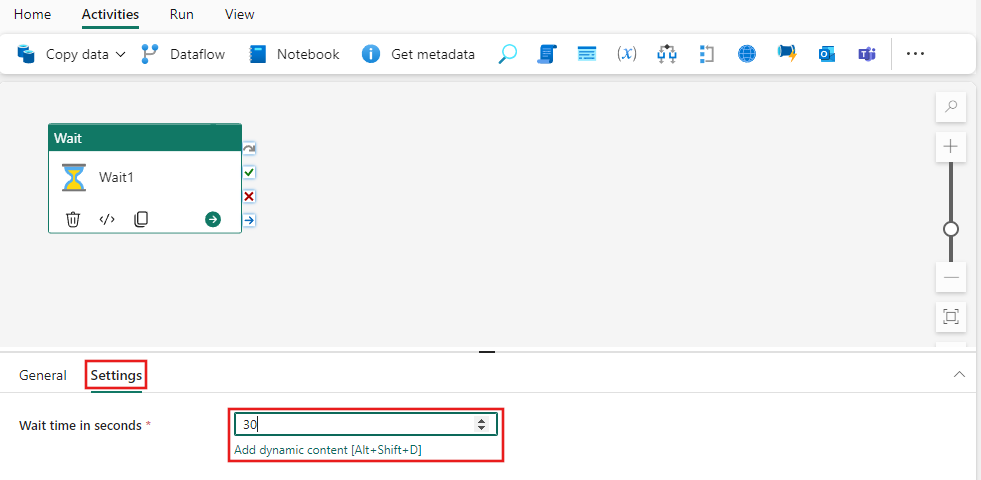 Home Activities Run View
Copy data Dataflow Notebook Get metadata (x) ...
Wait
Wait1
</>
General Settings
Wait time in seconds * 30
Add dynamic content [Alt+Shift+D]